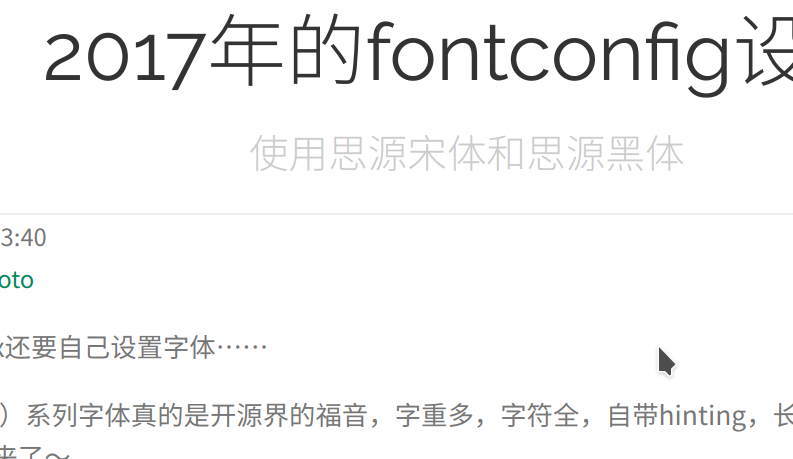 2017年的fontconfig设
使用思源宋体和思源黑体
3:40
oto
还要自己设置字体……
）系列字体真的是开源界的福音，字重多，字符全，自带hinting，长
来了～